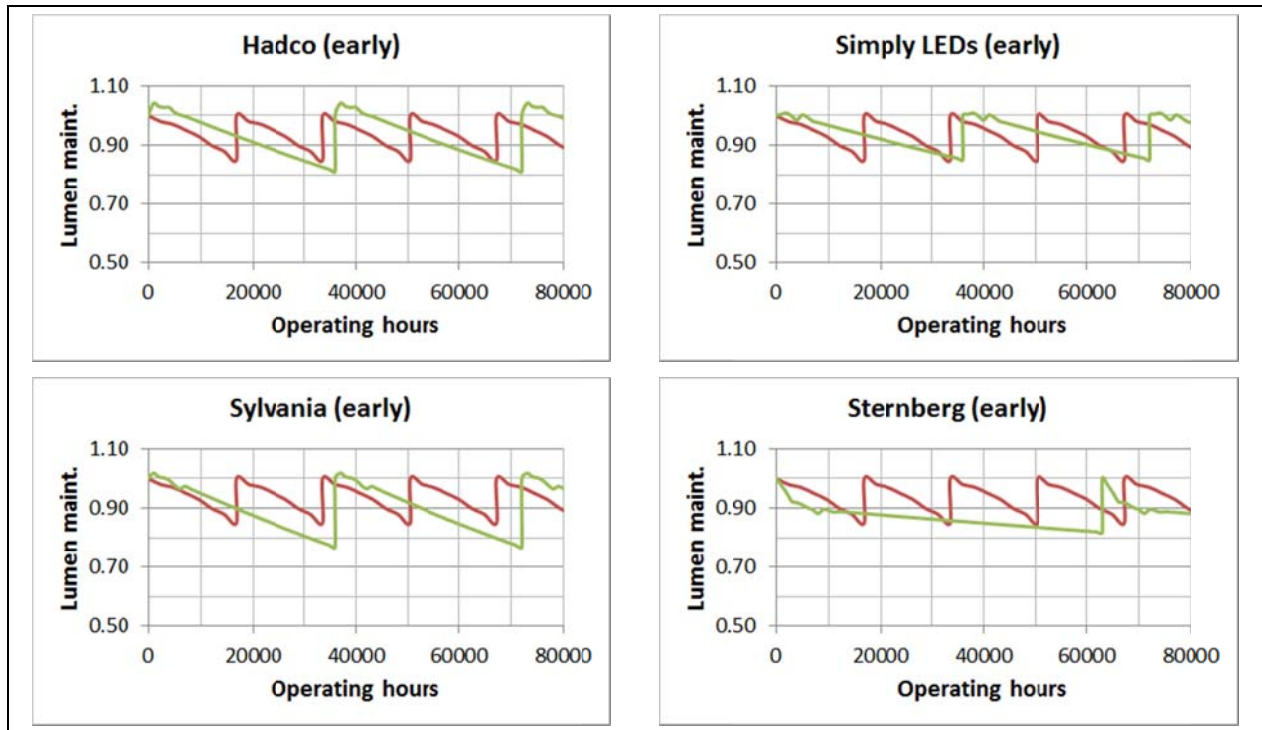 Hadco (early)
Lumen maint.
1.10
0.90
0.70
0.50
0 20000 40000 60000 80000
Operating hours
Simply LEDs (early)
Lumen maint.
1.10
0.90
0.70
0.50
0 20000 40000 60000 80000
Operating hours
Sylvania (early)
Lumen maint.
1.10
0.90
0.70
0.50
0 20000 40000 60000 80000
Operating hours
Sternberg (early)
Lumen maint.
1.10
0.90
0.70
0.50
0 20000 40000 60000 80000
Operating hours